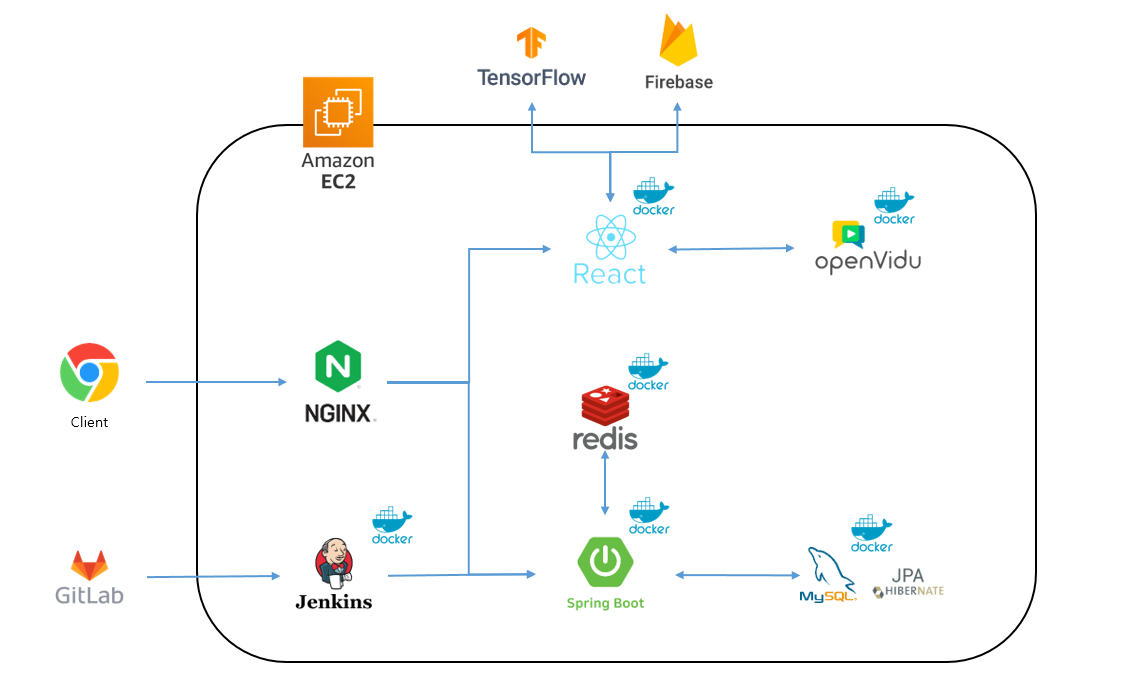 TensorFlow
Firebase
Amazon
EC2
docker
React
docker
openVidu
Client
NGINX
docker
redis
docker
GitLab
Jenkins
docker
Spring Boot
docker
MySQL
JPA
HIBERNATE